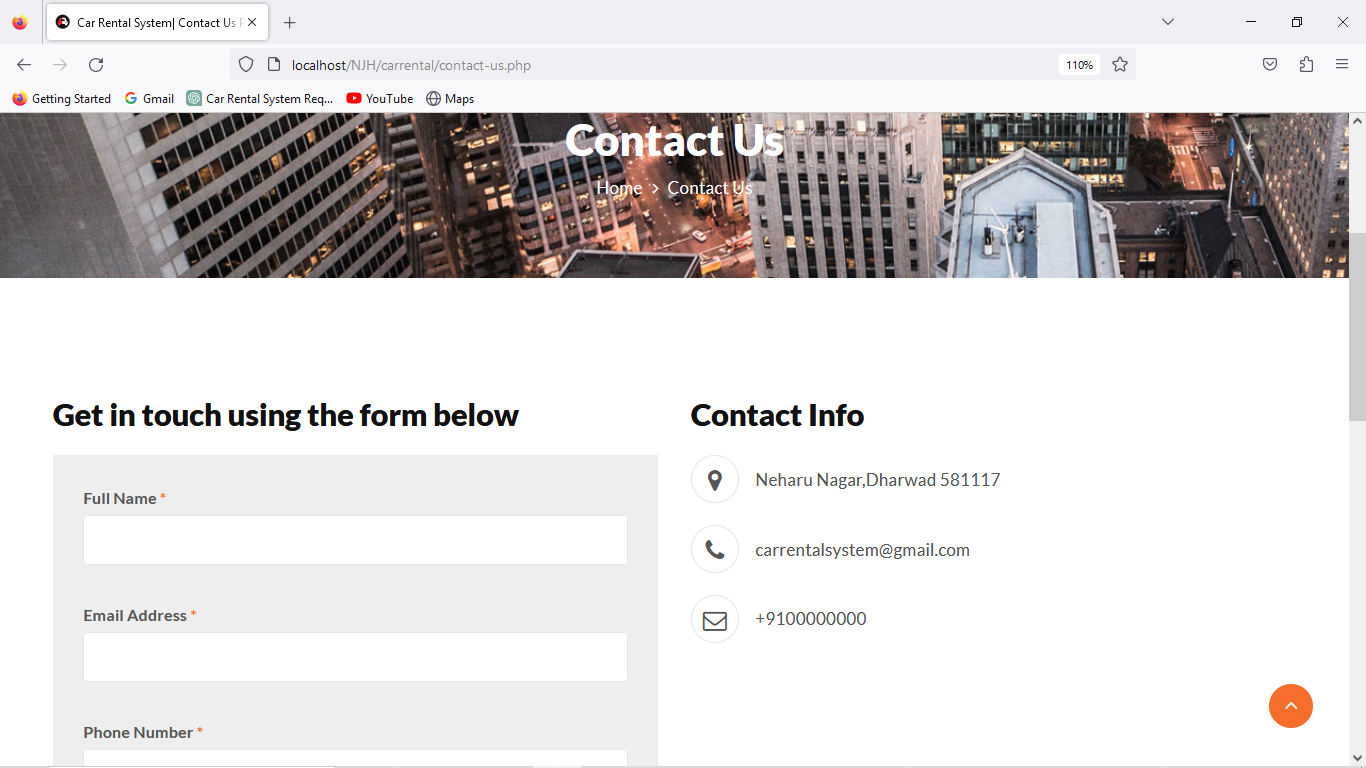 Car Rental System| Contact Us
localhost/NJH/carrental/contact-us.php
110%
Getting Started
Gmail
Car Rental System Req...
YouTube
Maps
Contact Us
Home > Contact Us
Get in touch using the form below
Full Name *
Email Address *
Phone Number *
Contact Info
Neharu Nagar,Dharwad 581117
carrentalsystem@gmail.com
+9100000000